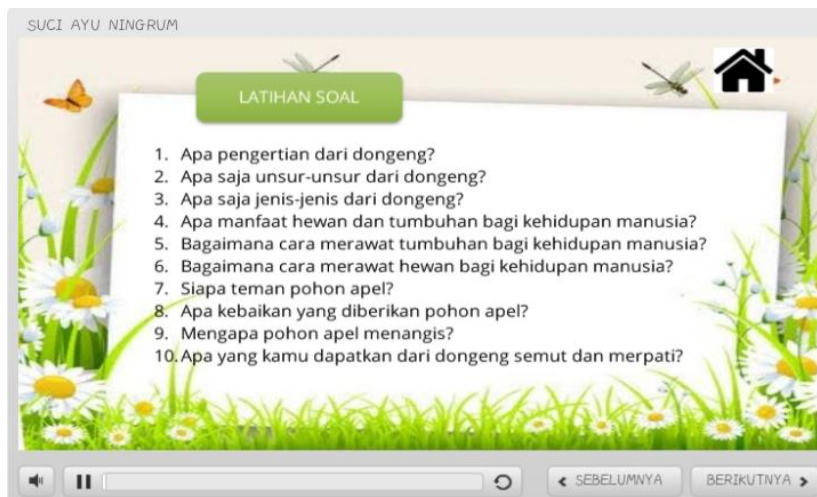 SUCI AYU NINGRUM
LATIHAN SOAL
1. Apa pengertian dari dongeng?
2. Apa saja unsur-unsur dari dongeng?
3. Apa saja jenis-jenis dari dongeng?
4. Apa manfaat hewan dan tumbuhan bagi kehidupan manusia?
5. Bagaimana cara merawat tumbuhan bagi kehidupan manusia?
6. Bagaimana cara merawat hewan bagi kehidupan manusia?
7. Siapa teman pohon apel?
8. Apa kebaikan yang diberikan pohon apel?
9. Mengapa pohon apel menangis?
10. Apa yang kamu dapatkan dari dongeng semut dan merpati?
SEBELUMNYA
BERIKUTNYA